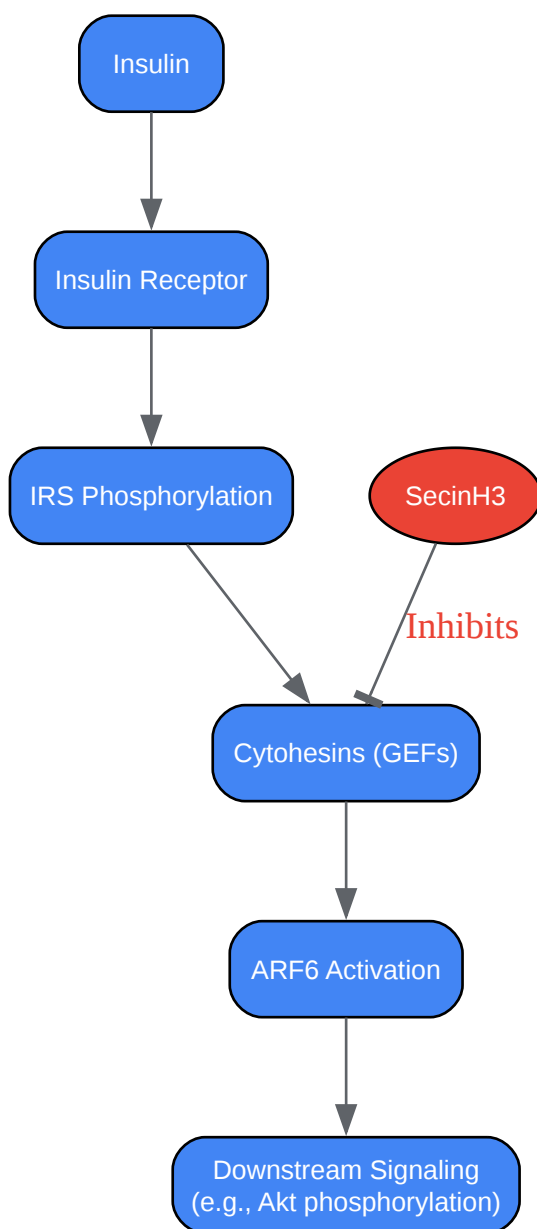 Insulin
Insulin Receptor
IRS Phosphorylation
SecinH3
Inhibits
Cytohesins (GEFs)
ARF6 Activation
Downstream Signaling
(e.g., Akt phosphorylation)